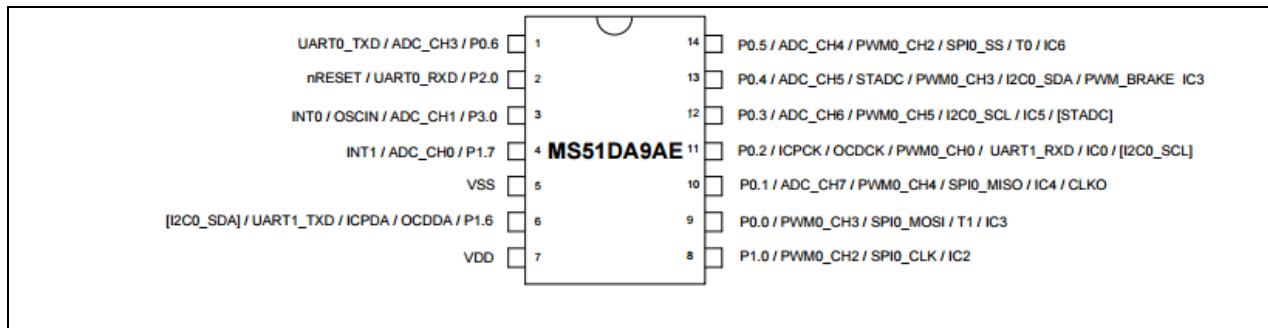 UART0_TXD / ADC_CH3 / P0.6 1 14 P0.5 / ADC_CH4 / PWM0_CH2 / SPI0_SS / T0 / IC6
nRESET / UART0_RXD / P2.0 2 13 P0.4 / ADC_CH5 / STADC / PWM0_CH3 / I2C0_SDA / PWM_BRAKE IC3
INT0 / OSCIN / ADC_CH1 / P3.0 3 12 P0.3 / ADC_CH6 / PWM0_CH5 / I2C0_SCL / IC5 / [STADC]
INT1 / ADC_CH0 / P1.7 4 MS51DA9AE 11 P0.2 / ICPCK / OCDCK / PWM0_CH0 / UART1_RXD / IC0 / [I2C0_SCL]
VSS 5 10 P0.1 / ADC_CH7 / PWM0_CH4 / SPI0_MISO / IC4 / CLKO
[I2C0_SDA] / UART1_TXD / ICPDA / OCDDA / P1.6 6 9 P0.0 / PWM0_CH3 / SPI0_MOSI / T1 / IC3
VDD 7 8 P1.0 / PWM0_CH2 / SPI0_CLK / IC2